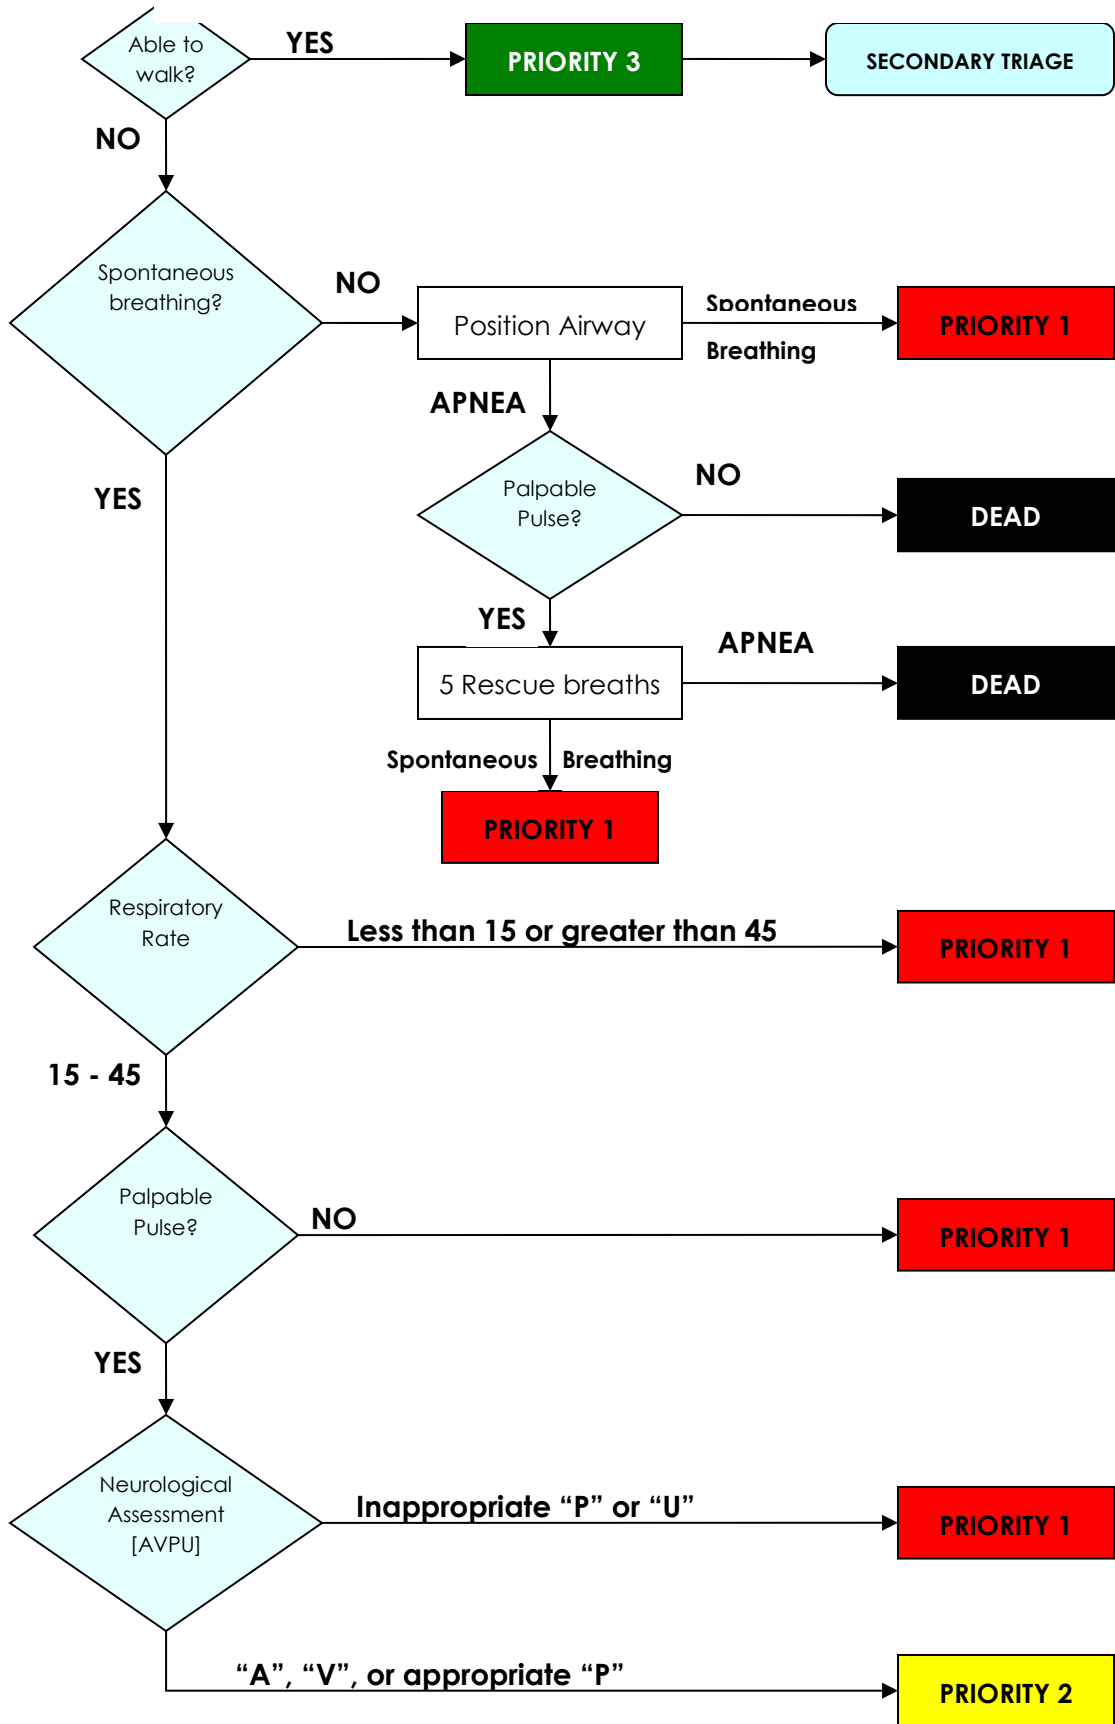 Able to
walk?
YES
PRIORITY 3
SECONDARY TRIAGE
NO
Spontaneous
breathing?
NO
Position Airway
Spontaneous
Breathing
PRIORITY 1
APNEA
Palpable
Pulse?
NO
DEAD
YES
YES
5 Rescue breaths
APNEA
DEAD
Spontaneous Breathing
PRIORITY 1
Respiratory
Rate
Less than 15 or greater than 45
PRIORITY 1
15 - 45
Palpable
Pulse?
NO
PRIORITY 1
YES
Neurological
Assessment
[AVPU]
Inappropriate “P” or “U”
PRIORITY 1
“A”, “V”, or appropriate “P”
PRIORITY 2